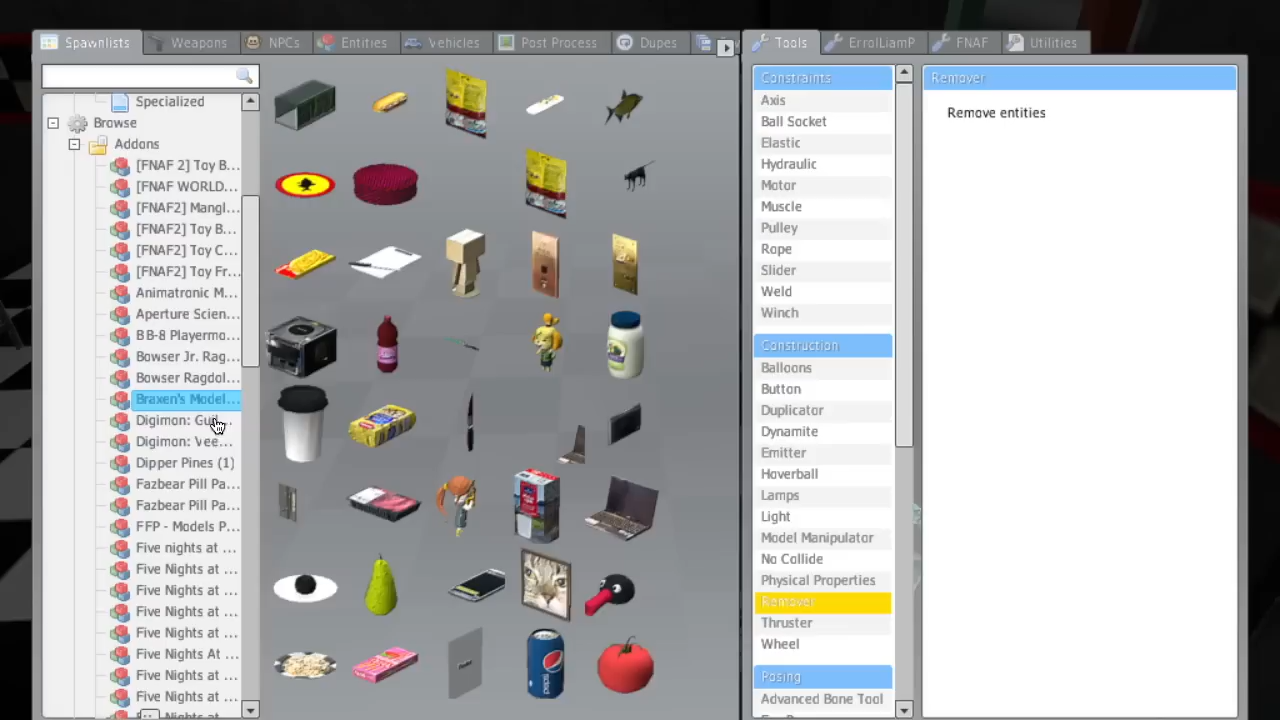 Spawnlists
Weapons
NPCs
Entities
Vehicles
Post Process
Dupes
Tools
ErrolLiamP
FNAF
Utilities
Specialized
Browse
Addons
[FNAF 2] Toy B...
[FNAF WORLD...
[FNAF2] Mangl...
[FNAF2] Toy B...
[FNAF2] Toy C...
[FNAF2] Toy Fr...
Animatronic M...
Aperture Scien...
BB-8 Playermo...
Bowser Jr. Rag...
Bowser Ragdol...
Braxen's Model...
Digimon: Guil...
Digimon: Vee...
Dipper Pines (1)
Fazbear Pill Pa...
Fazbear Pill Pa...
FFP - Models P...
Five nights at ...
Five Nights at ...
Five Nights at ...
Five Nights at ...
Five Nights at ...
Five Nights At ...
Five Nights at ...
Five Nights at ...
Nights at ...
pepsi
Constraints
Axis
Ball Socket
Elastic
Hydraulic
Motor
Muscle
Pulley
Rope
Slider
Weld
Winch
Construction
Balloons
Button
Duplicator
Dynamite
Emitter
Hoverball
Lamps
Light
Model Manipulator
No Collide
Physical Properties
Remover
Thruster
Wheel
Posing
Advanced Bone Tool
Remover
Remove entities